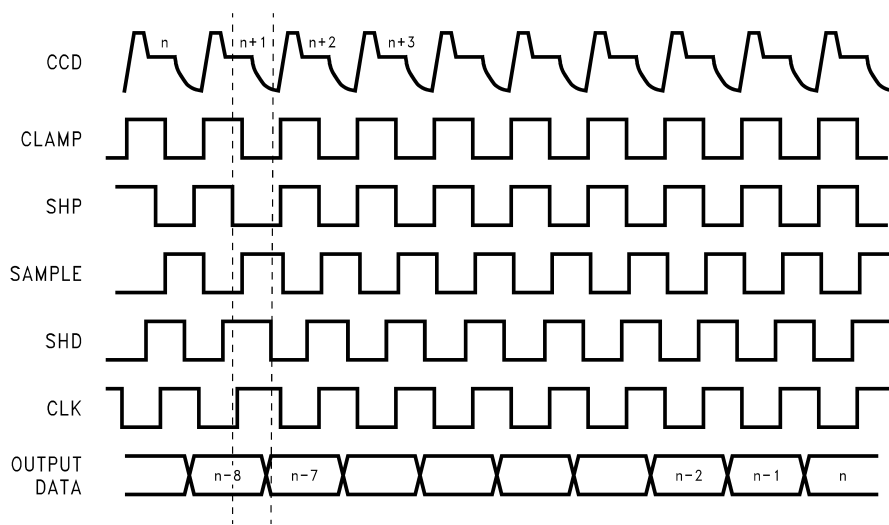 n n+1 n+2 n+3
CCD
CLAMP
SHP
SAMPLE
SHD
CLK
OUTPUT
DATA
n-8 n-7 n-2 n-1 n